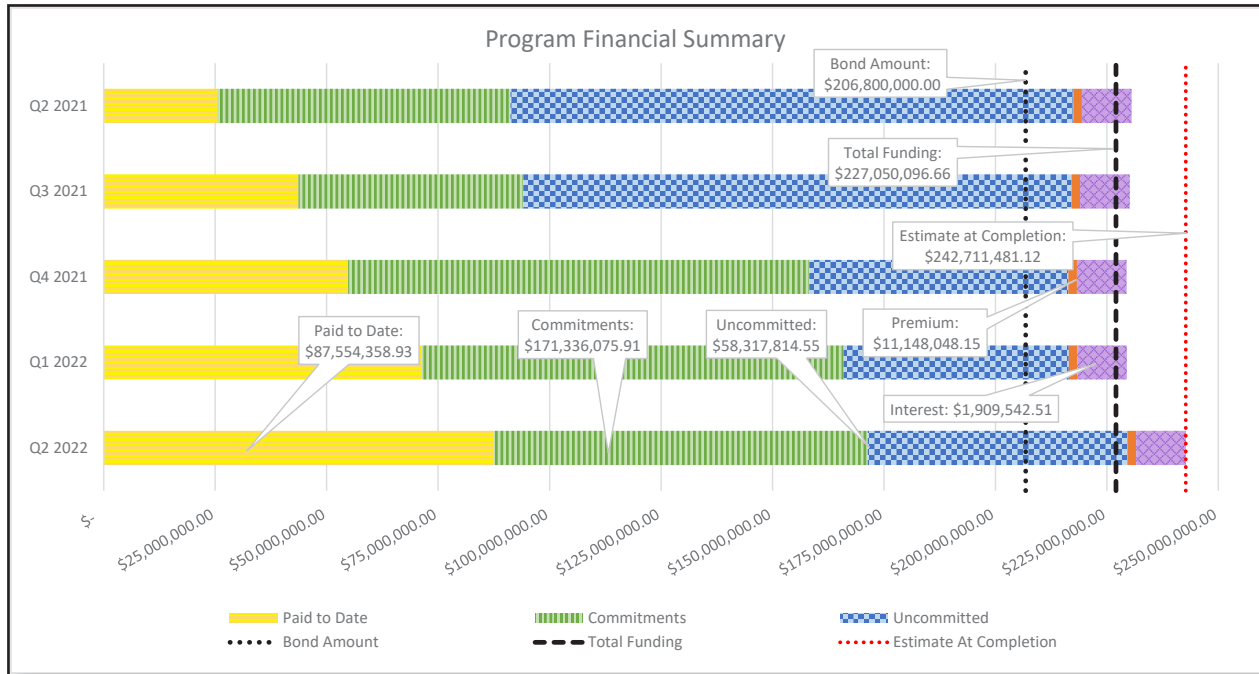 Program Financial Summary
Bond Amount:
$206,800,000.00
Q2 2021
Total Funding:
$227,050,096.66
Q3 2021
Estimate at Completion:
$242,711,481.12
Q4 2021
Paid to Date:
$87,554,358.93
Commitments:
$171,336,075.91
Uncommitted:
$58,317,814.55
Premium:
$11,148,048.15
Q1 2022
Interest: $1,909,542.51
Q2 2022
$-
$25,000,000.00
$50,000,000.00
$75,000,000.00
$100,000,000.00
$125,000,000.00
$150,000,000.00
$175,000,000.00
$200,000,000.00
$225,000,000.00
$250,000,000.00
Paid to Date
Commitments
Uncommitted
Bond Amount
Total Funding
Estimate At Completion